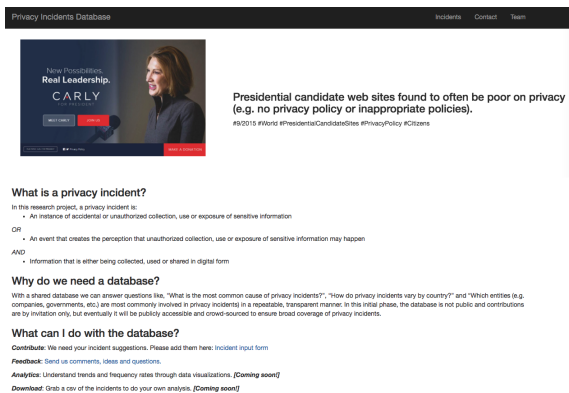 Privacy Incidents Database
Incidents Contact Team
New Possibilities.
Real Leadership.
CARLY
FOR PRESIDENT
MEET CARLY JOIN US
MAKE A DONATION
Presidential candidate web sites found to often be poor on privacy
(e.g. no privacy policy or inappropriate policies).
#9/2015 #World #PresidentialCandidateSites #PrivacyPolicy #Citizens
What is a privacy incident?
In this research project, a privacy incident is:
• An instance of accidental or unauthorized collection, use or exposure of sensitive information
OR
• An event that creates the perception that unauthorized collection, use or exposure of sensitive information may happen
AND
• Information that is either being collected, used or shared in digital form
Why do we need a database?
With a shared database we can answer questions like, "What is the most common cause of privacy incidents?", "How do privacy incidents vary by country?" and "Which entities (e.g.
companies, governments, etc.) are most commonly involved in privacy incidents) in a repeatable, transparent manner. In this initial phase, the database is not public and contributions
are by invitation only, but eventually it will be publicly accessible and crowd-sourced to ensure broad coverage of privacy incidents.
What can I do with the database?
Contribute: We need your incident suggestions. Please add them here: Incident input form
Feedback: Send us comments, ideas and questions.
Analytics: Understand trends and frequency rates through data visualizations. [Coming soon!]
Download: Grab a csv of the incidents to do your own analysis. [Coming soon!]